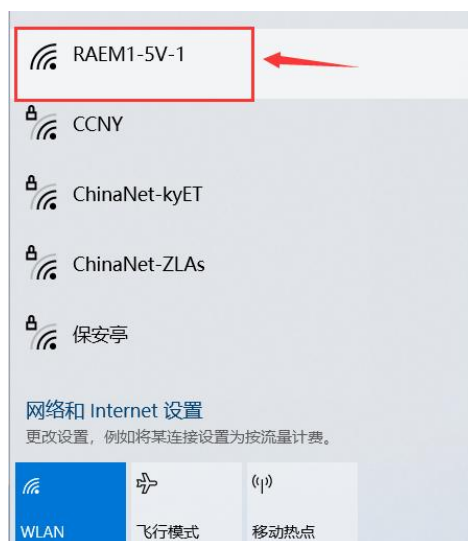 RAEM1-5V-1
CCNY
ChinaNet-kyET
ChinaNet-ZLAs
保安亭
网络和 Internet 设置
更改设置，例如将某连接设置为按流量计费。
WLAN
飞行模式
移动热点